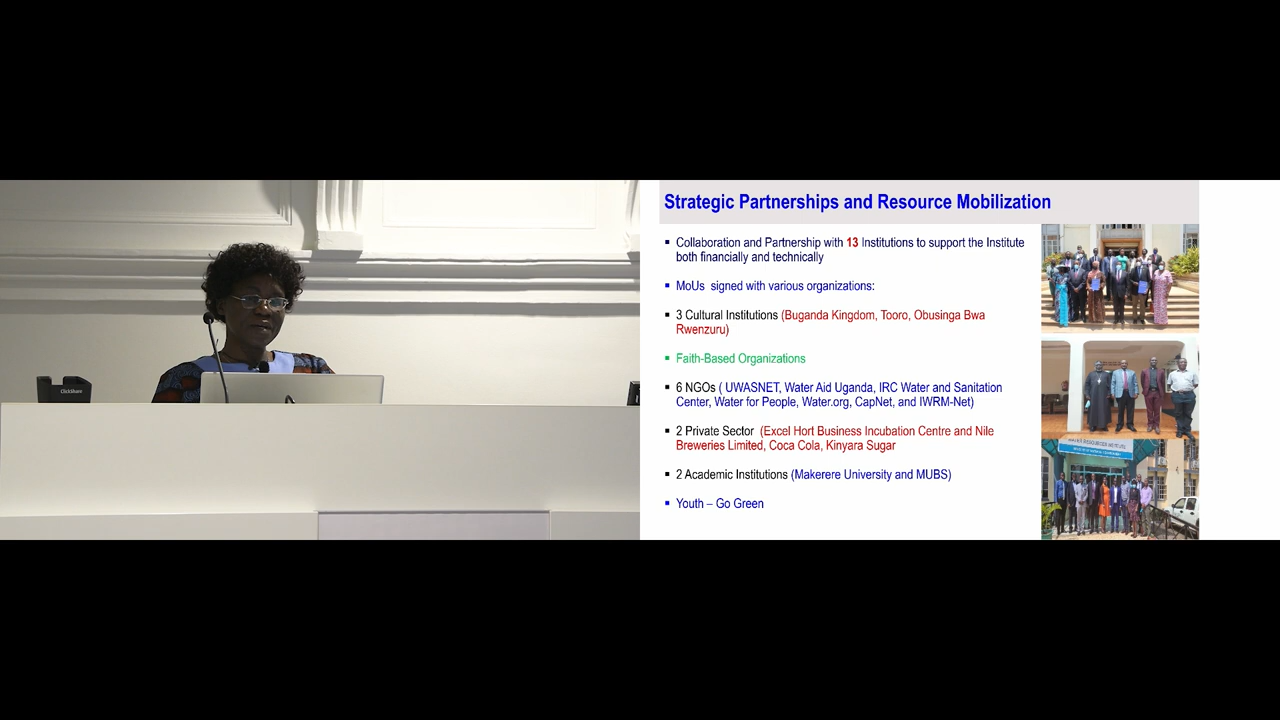 ClickShare
Strategic Partnerships and Resource Mobilization
▪ Collaboration and Partnership with 13 Institutions to support the Institute
both financially and technically
▪ MoUs signed with various organizations:
▪ 3 Cultural Institutions (Buganda Kingdom, Tooro, Obusinga Bwa
Rwenzuru)
▪ Faith-Based Organizations
▪ 6 NGOs ( UWASNET, Water Aid Uganda, IRC Water and Sanitation
Center, Water for People, Water.org, CapNet, and IWRM-Net)
▪ 2 Private Sector (Excel Hort Business Incubation Centre and Nile
Breweries Limited, Coca Cola, Kinyara Sugar
▪ 2 Academic Institutions (Makerere University and MUBS)
▪ Youth – Go Green